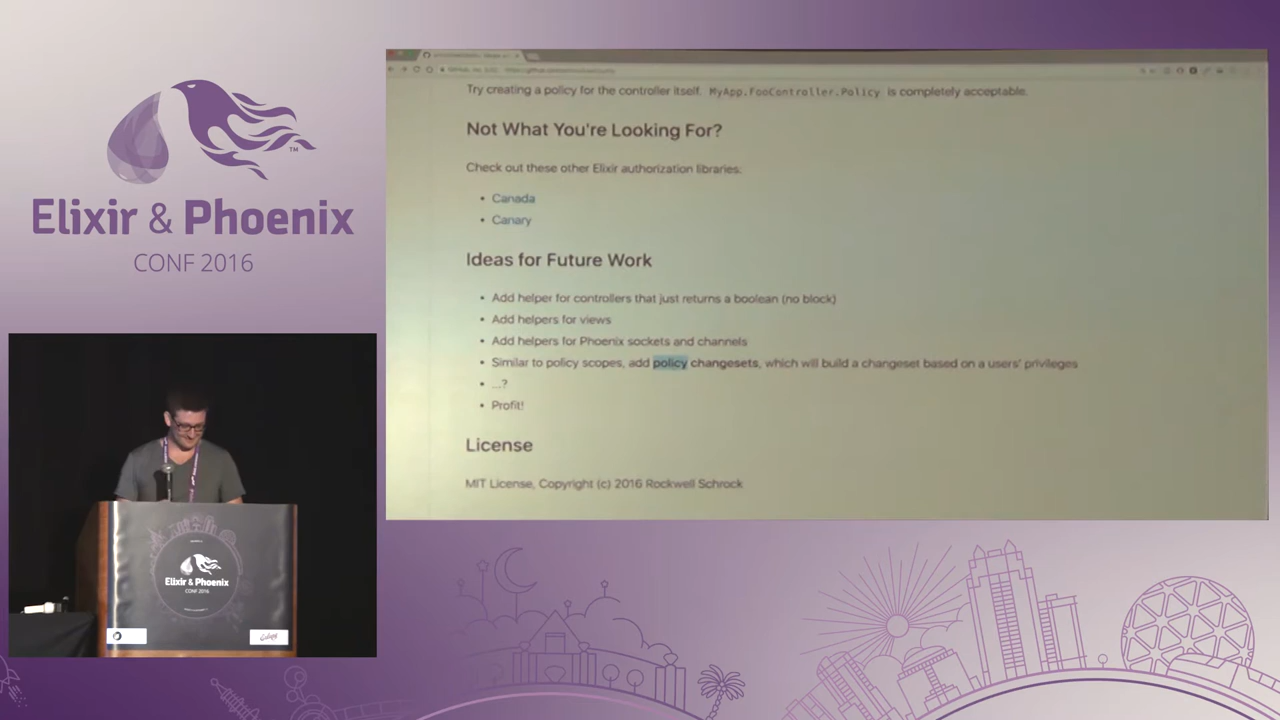 Elixir & Phoenix
TM
CONF 2016
Try creating a policy for the controller itself. MyApp.FooController.Policy is completely acceptable.
Not What You're Looking For?
Check out these other Elixir authorization libraries:
• Canada
• Canary
Ideas for Future Work
• Add helper for controllers that just returns a boolean (no block)
• Add helpers for views
• Add helpers for Phoenix sockets and channels
• Similar to policy scopes, add policy changesets, which will build a changeset based on a users' privileges
• ...?
• Profit!
License
MIT License, Copyright (c) 2016 Rockwell Schrock
Elixir & Phoenix
CONF 2016